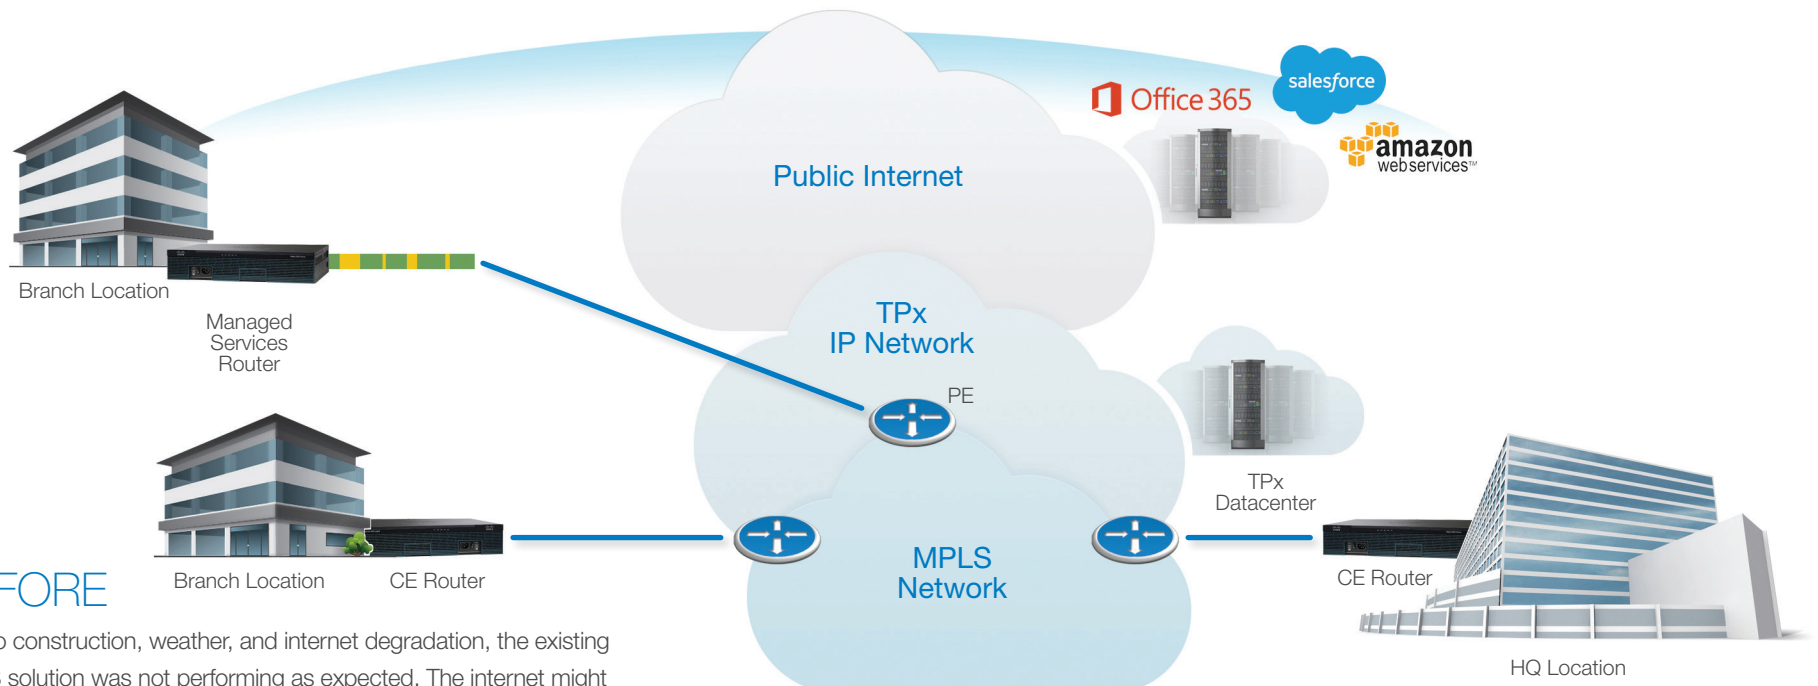 Office 365
salesforce
amazon
webservices™
Public Internet
Branch Location
Managed
Services
Router
TPx
IP Network
PE
TPx
Datacenter
MPLS
Network
Branch Location
CE Router
CE Router
HQ Location
FORE
construction, weather, and internet degradation, the existing
solution was not performing as expected. The internet might